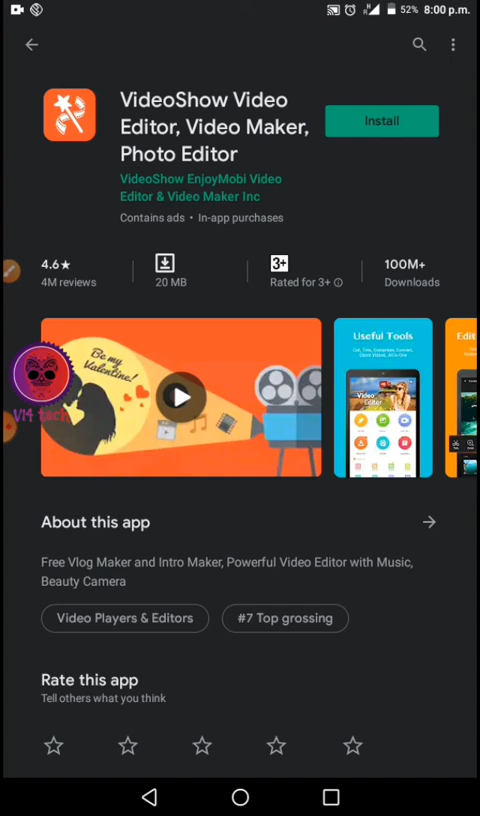 52% 8:00 p.m.
VideoShow Video
Editor, Video Maker,
Photo Editor
Install
VideoShow EnjoyMobi Video
Editor & Video Maker Inc
Contains ads • In-app purchases
4.6★
4M reviews
20 MB
3+
Rated for 3+
100M+
Downloads
Be my
Valentine!
Useful Tools
Video
Editor
Edit
V14 tech
About this app
Free Vlog Maker and Intro Maker, Powerful Video Editor with Music,
Beauty Camera
Video Players & Editors
#7 Top grossing
Rate this app
Tell others what you think